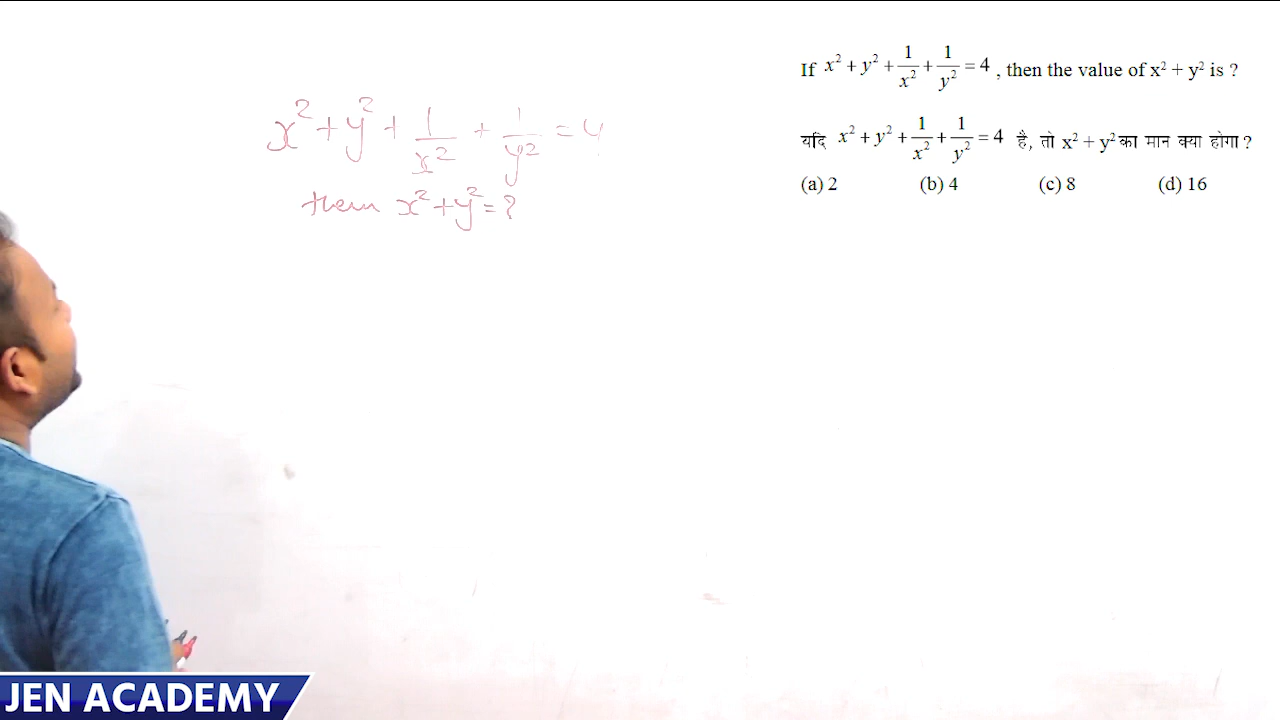 If x² + y² + 1/x² + 1/y² = 4 , then the value of x² + y² is ?
यदि x² + y² + 1/x² + 1/y² = 4 है, तो x² + y² का मान क्या होगा ?
(a) 2 (b) 4 (c) 8 (d) 16
x² + y² + 1/x² + 1/y² = 4
then x² + y² = ?
JEN ACADEMY